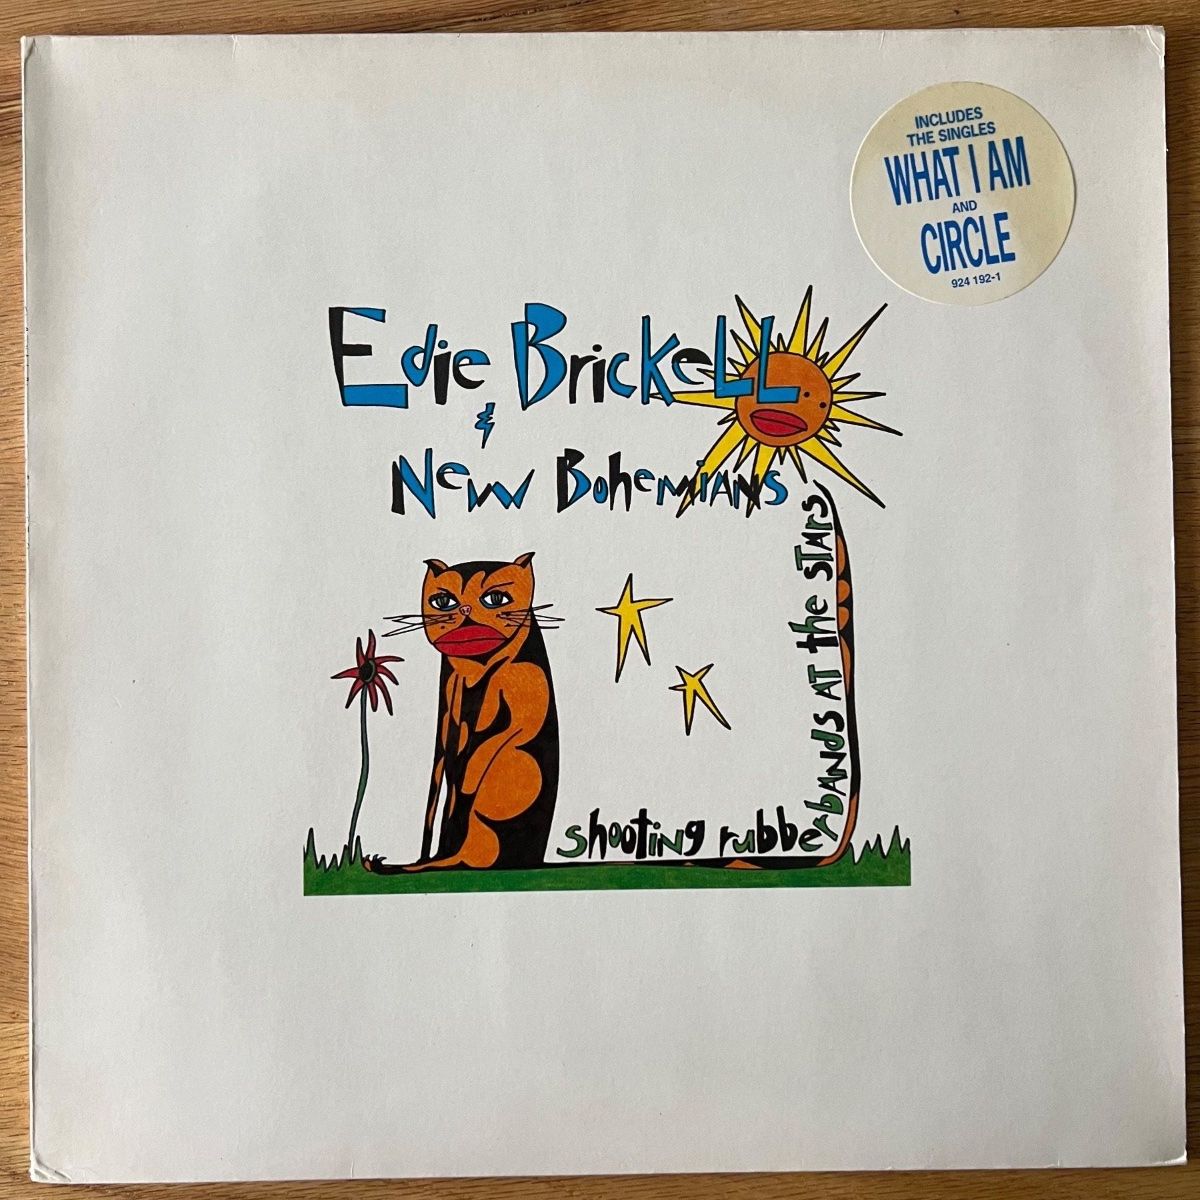 INCLUDES
THE SINGLES
WHAT I AM
AND
CIRCLE
924 192-1
Edie Brickell
&
New Bohemians
shooting rubberbands at the stars